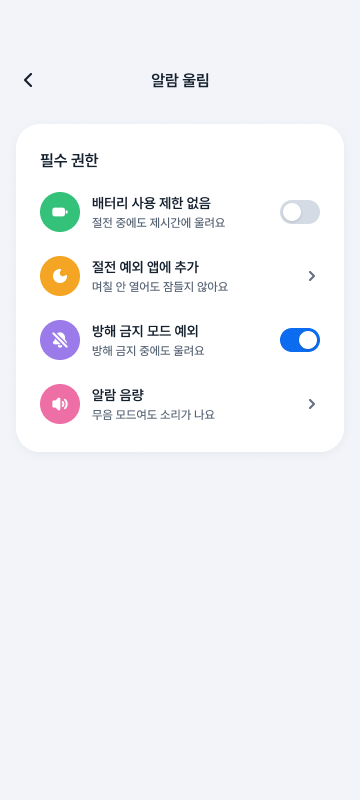 알람 울림
필수 권한
배터리 사용 제한 없음
절전 중에도 제시간에 울려요
절전 예외 앱에 추가
며칠 안 열어도 잠들지 않아요
방해 금지 모드 예외
방해 금지 중에도 울려요
알람 음량
무음 모드여도 소리가 나요